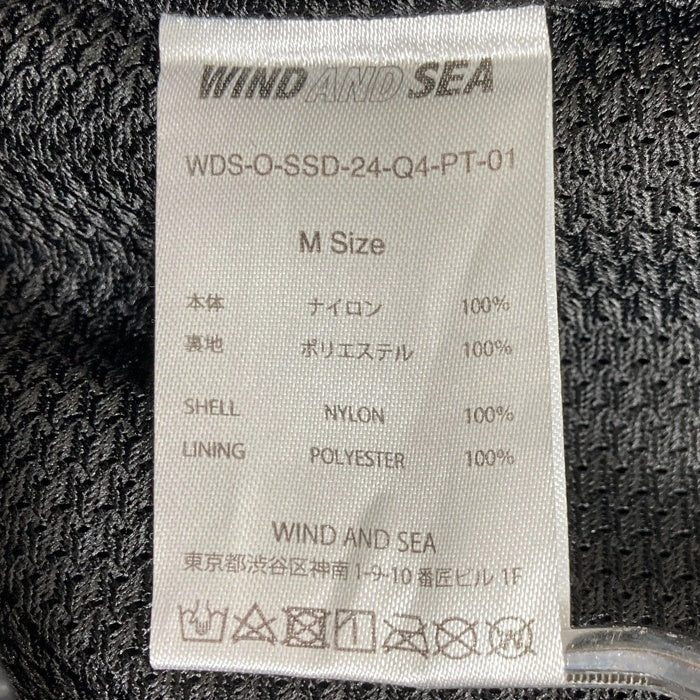 WIND AND SEA
WDS-O-SSD-24-Q4-PT-01
M Size
本体 ナイロン 100%
裏地 ポリエステル 100%
SHELL NYLON 100%
LINING POLYESTER 100%
WIND AND SEA
東京都渋谷区神南1-9-10 番匠ビル 1F